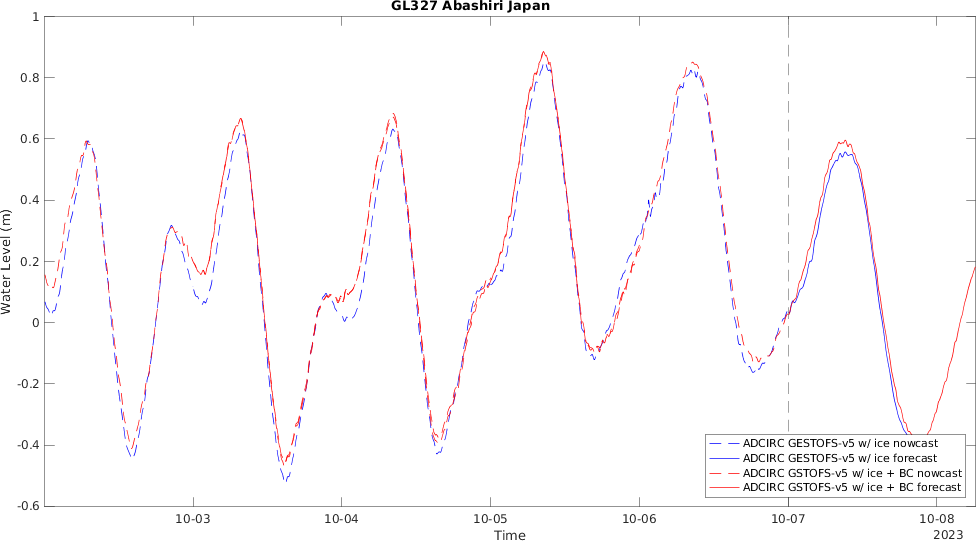 GL327 Abashiri Japan
1
0.8
0.6
0.4
0.2
0
-0.2
-0.4
-0.6
Water Level (m)
ADCIRC GESTOFS-v5 w/ ice nowcast
ADCIRC GESTOFS-v5 w/ ice forecast
ADCIRC GSTOFS-v5 w/ ice + BC nowcast
ADCIRC GSTOFS-v5 w/ ice + BC forecast
10-03 10-04 10-05 10-06 10-07 10-08
Time
2023